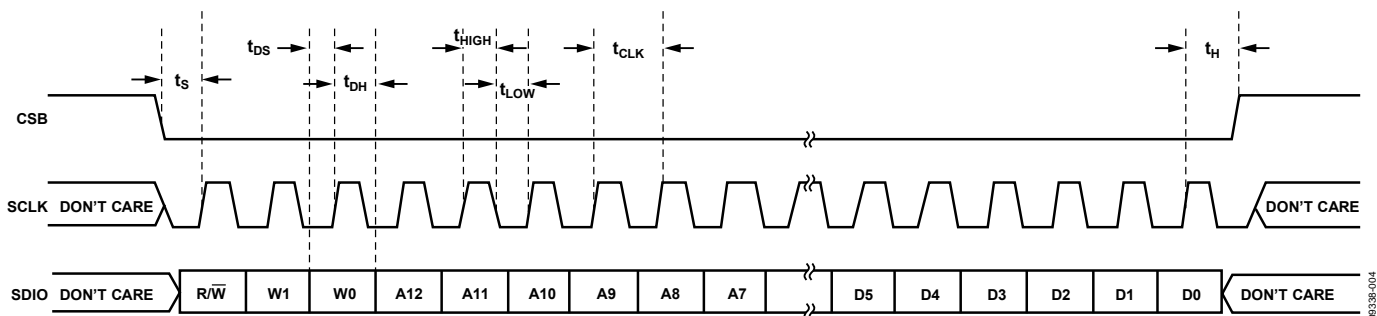 tDS
tHIGH
tCLK
tH
tS
tDH
tLOW
CSB
SCLK DON'T CARE DON'T CARE
SDIO DON'T CARE R/W̅ W1 W0 A12 A11 A10 A9 A8 A7 D5 D4 D3 D2 D1 D0 DON'T CARE
09338-004